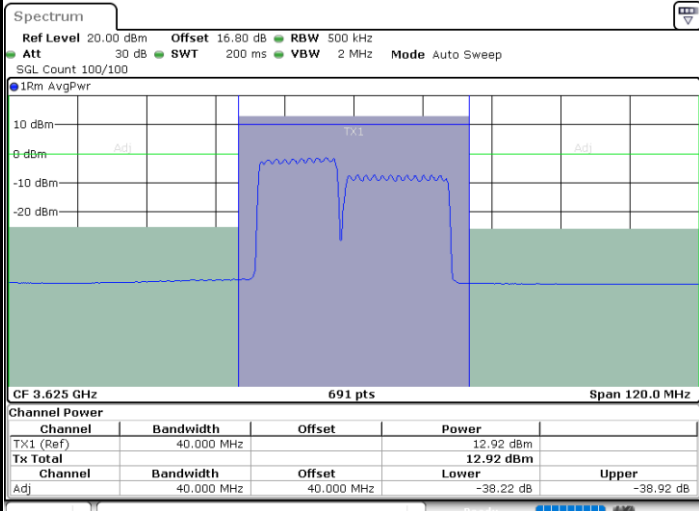 Spectrum
Ref Level 20.00 dBm Offset 16.80 dB RBW 500 kHz
Att 30 dB SWT 200 ms VBW 2 MHz Mode Auto Sweep
SGL Count 100/100
1Rm AvgPwr
10 dBm
TX1
Adj
Adj
0 dBm
-10 dBm
-20 dBm
CF 3.625 GHz 691 pts Span 120.0 MHz
Channel Power
Channel Bandwidth Offset Power
TX1 (Ref) 40.000 MHz 12.92 dBm
Tx Total 12.92 dBm
Channel Bandwidth Offset Lower Upper
Adj 40.000 MHz 40.000 MHz -38.22 dB -38.92 dB